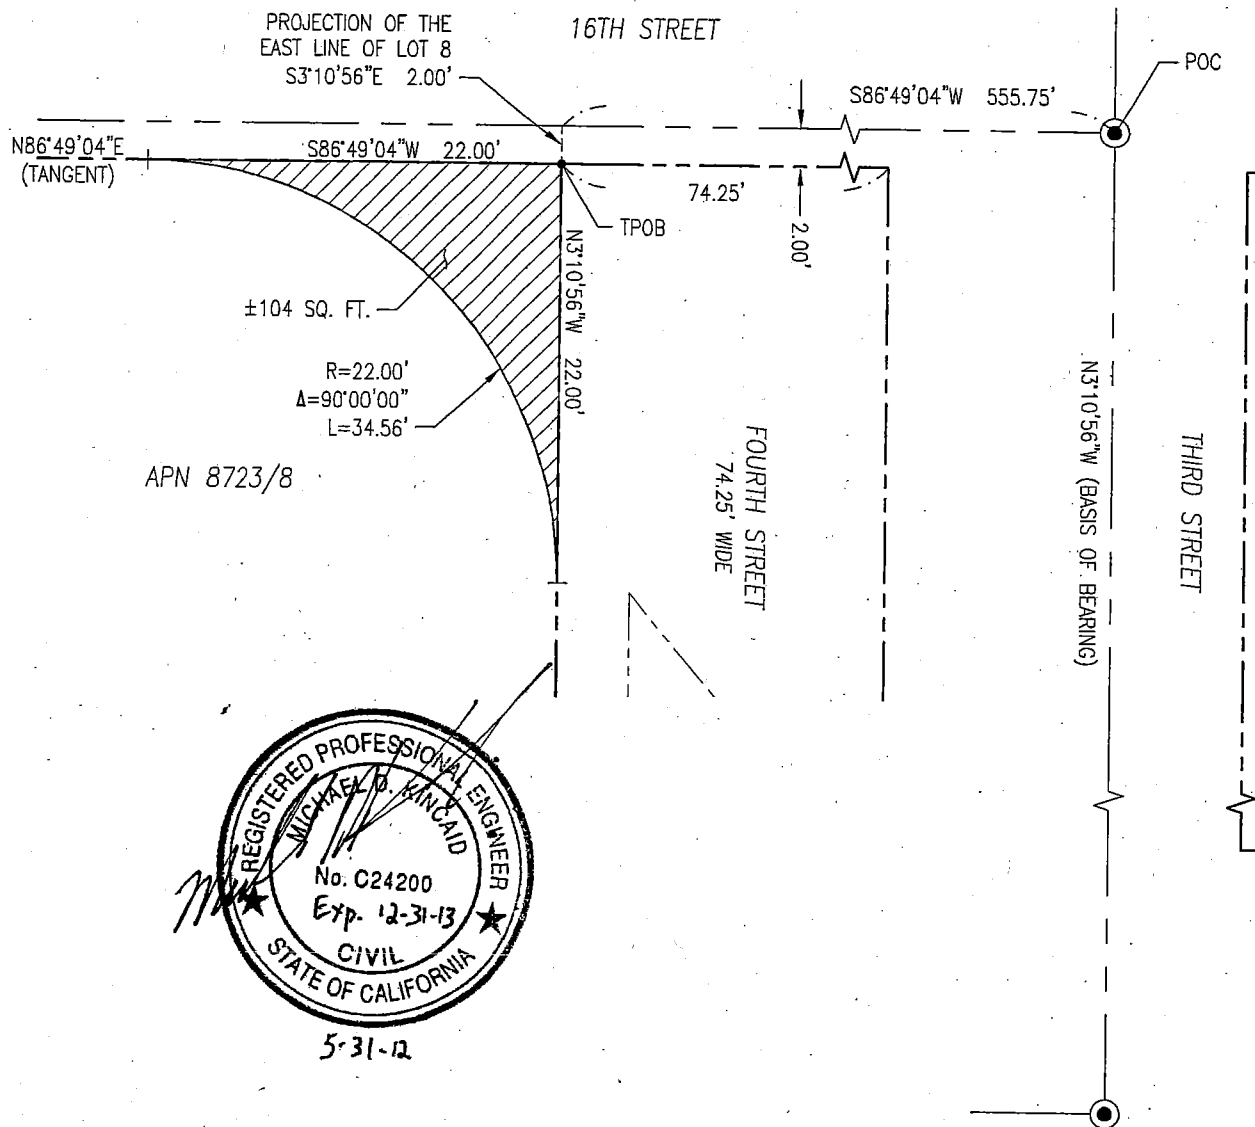 PROJECTION OF THE
EAST LINE OF LOT 8
S3°10'56"E 2.00'
16TH STREET
POC
S86°49'04"W 555.75'
N86°49'04"E
(TANGENT)
S86°49'04"W 22.00'
74.25'
2.00'
TPOB
N3°10'56"W 22.00'
±104 SQ. FT.
R=22.00'
Δ=90°00'00"
L=34.56'
APN 8723/8
FOURTH STREET
74.25' WIDE
N3°10'56"W (BASIS OF BEARING)
THIRD STREET
REGISTERED PROFESSIONAL ENGINEER
MICHAEL D. KINCAID
No. C24200
Exp. 12-31-13
CIVIL
STATE OF CALIFORNIA
5-31-12